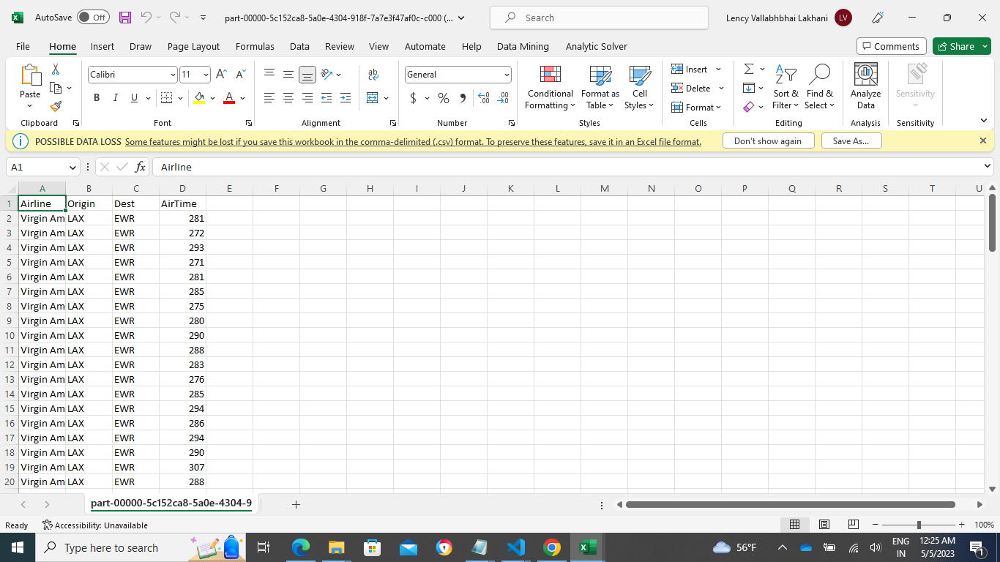 AutoSave Off part-00000-5c152ca8-5a0e-4304-918f-7a7e3f47af0c-c000 (... Search Lency Vallabhbhai Lakhani LV
File Home Insert Draw Page Layout Formulas Data Review View Automate Help Data Mining Analytic Solver Comments Share
Calibri 11 General Insert
Paste Conditional Formatting Format as Table Cell Styles Delete Sort & Filter Find & Select Analyze Data Sensitivity
B I U A $ % Format
Clipboard Font Alignment Number Styles Cells Editing Analysis Sensitivity
POSSIBLE DATA LOSS Some features might be lost if you save this workbook in the comma-delimited (.csv) format. To preserve these features, save it in an Excel file format. Don't show again Save As...
A1 fx Airline
A B C D E F G H I J K L M N O P Q R S T U
1 Airline Origin Dest AirTime
2 Virgin Am LAX EWR 281
3 Virgin Am LAX EWR 272
4 Virgin Am LAX EWR 293
5 Virgin Am LAX EWR 271
6 Virgin Am LAX EWR 281
7 Virgin Am LAX EWR 285
8 Virgin Am LAX EWR 275
9 Virgin Am LAX EWR 280
10 Virgin Am LAX EWR 290
11 Virgin Am LAX EWR 288
12 Virgin Am LAX EWR 283
13 Virgin Am LAX EWR 276
14 Virgin Am LAX EWR 285
15 Virgin Am LAX EWR 294
16 Virgin Am LAX EWR 286
17 Virgin Am LAX EWR 294
18 Virgin Am LAX EWR 290
19 Virgin Am LAX EWR 307
20 Virgin Am LAX EWR 288
part-00000-5c152ca8-5a0e-4304-9
Ready Accessibility: Unavailable 100%
Type here to search 56°F ENG IN 12:25 AM 5/5/2023 1